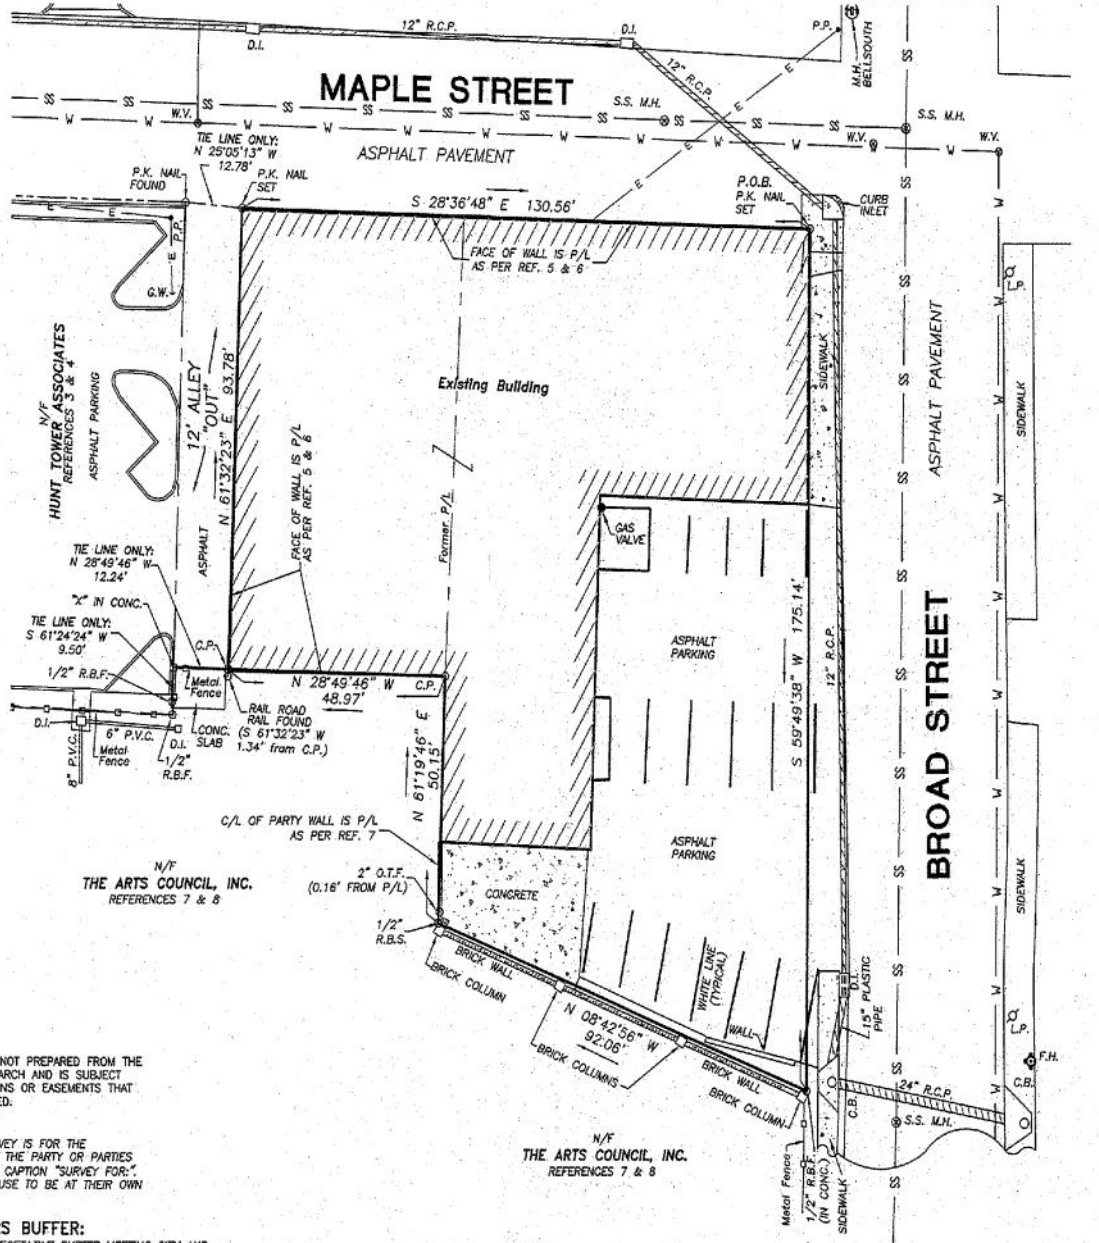 12" R.C.P.
D.I.
D.I.
P.P.
M.H.
BELLSOUTH
12" R.C.P.
E
SS
MAPLE STREET
SS SS SS SS SS SS
S.S. M.H.
SS SS SS
S.S. M.H.
W W W W W W W W W
W.V.
W.V.
W.V.
ASPHALT PAVEMENT
TIE LINE ONLY:
N 25°05'13" W
12.78'
P.K. NAIL
FOUND
P.K. NAIL
SET
S 28°36'48" E 130.56'
P.O.B.
P.K. NAIL
SET
CURB
INLET
E E
P.P.
E
G.W.
FACE OF WALL IS P/L
AS PER REF. 5 & 6
L.P.
SIDEWALK
ASPHALT PAVEMENT
SIDEWALK
N/F
HUNT TOWER ASSOCIATES
REFERENCES 3 & 4
ASPHALT PARKING
12' ALLEY
"OUT"
ASPHALT
N 61°32'23" E 93.78'
FACE OF WALL IS P/L
AS PER REF. 5 & 6
Existing Building
Former P/L
GAS
VALVE
TIE LINE ONLY:
N 28°49'46" W
12.24'
"X" IN CONC.
TIE LINE ONLY:
S 61°24'24" W
9.50'
1/2" R.B.F.
C.P.
Metal
Fence
N 28°49'46" W
48.97'
C.P.
RAIL ROAD
RAIL FOUND
(S 61°32'23" W
1.34' from C.P.)
CONC.
SLAB
D.I.
6" P.V.C.
D.I.
8" P.V.C.
Metal
Fence
1/2"
R.B.F.
N 61°19'46" E
50.15'
ASPHALT
PARKING
S 59°49'38" W 175.14'
12" R.C.P.
BROAD STREET
C/L OF PARTY WALL IS P/L
AS PER REF. 7
ASPHALT
PARKING
N/F
THE ARTS COUNCIL, INC.
REFERENCES 7 & 8
2" O.T.F.
(0.16' FROM P/L)
CONCRETE
SIDEWALK
1/2"
R.B.S.
BRICK WALL
BRICK COLUMN
WHITE LINE
(TYPICAL)
D.I.
15" PLASTIC
PIPE
N 08°42'56" W
92.06'
WALL
L.P.
BRICK COLUMNS
BRICK WALL
BRICK COLUMN
F.H.
C.B.
24" R.C.P.
C.B.
S.S. M.H.
NOT PREPARED FROM THE
ARCH AND IS SUBJECT
NS OR EASEMENTS THAT
ED:
VEY IS FOR THE
THE PARTY OR PARTIES
CAPTION "SURVEY FOR:".
USE TO BE AT THEIR OWN
N/F
THE ARTS COUNCIL, INC.
REFERENCES 7 & 8
Metal Fence
1/2" R.B.F.
(IN CONC.)
SIDEWALK
RS BUFFER: